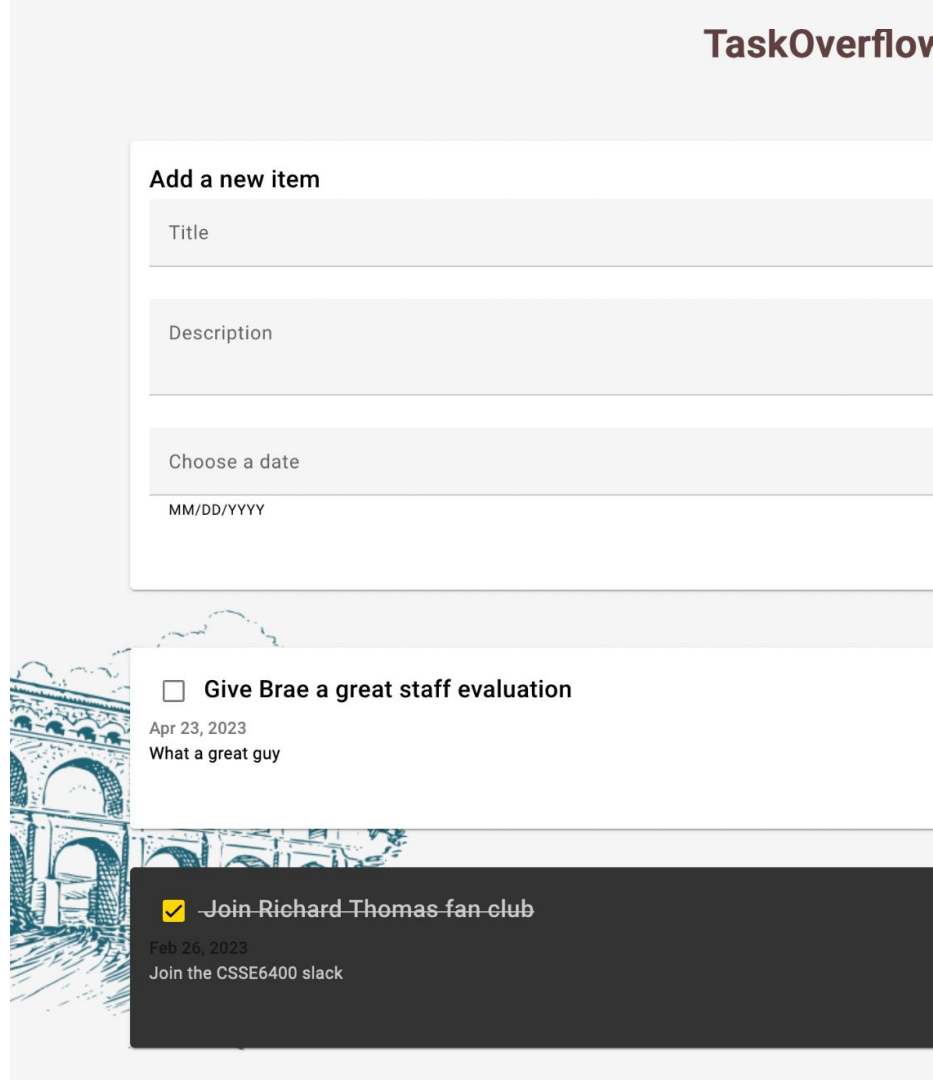 TaskOverflow
Add a new item
Title
Description
Choose a date
MM/DD/YYYY
Give Brae a great staff evaluation
Apr 23, 2023
What a great guy
Join Richard Thomas fan club
Feb 26, 2023
Join the CSSE6400 slack